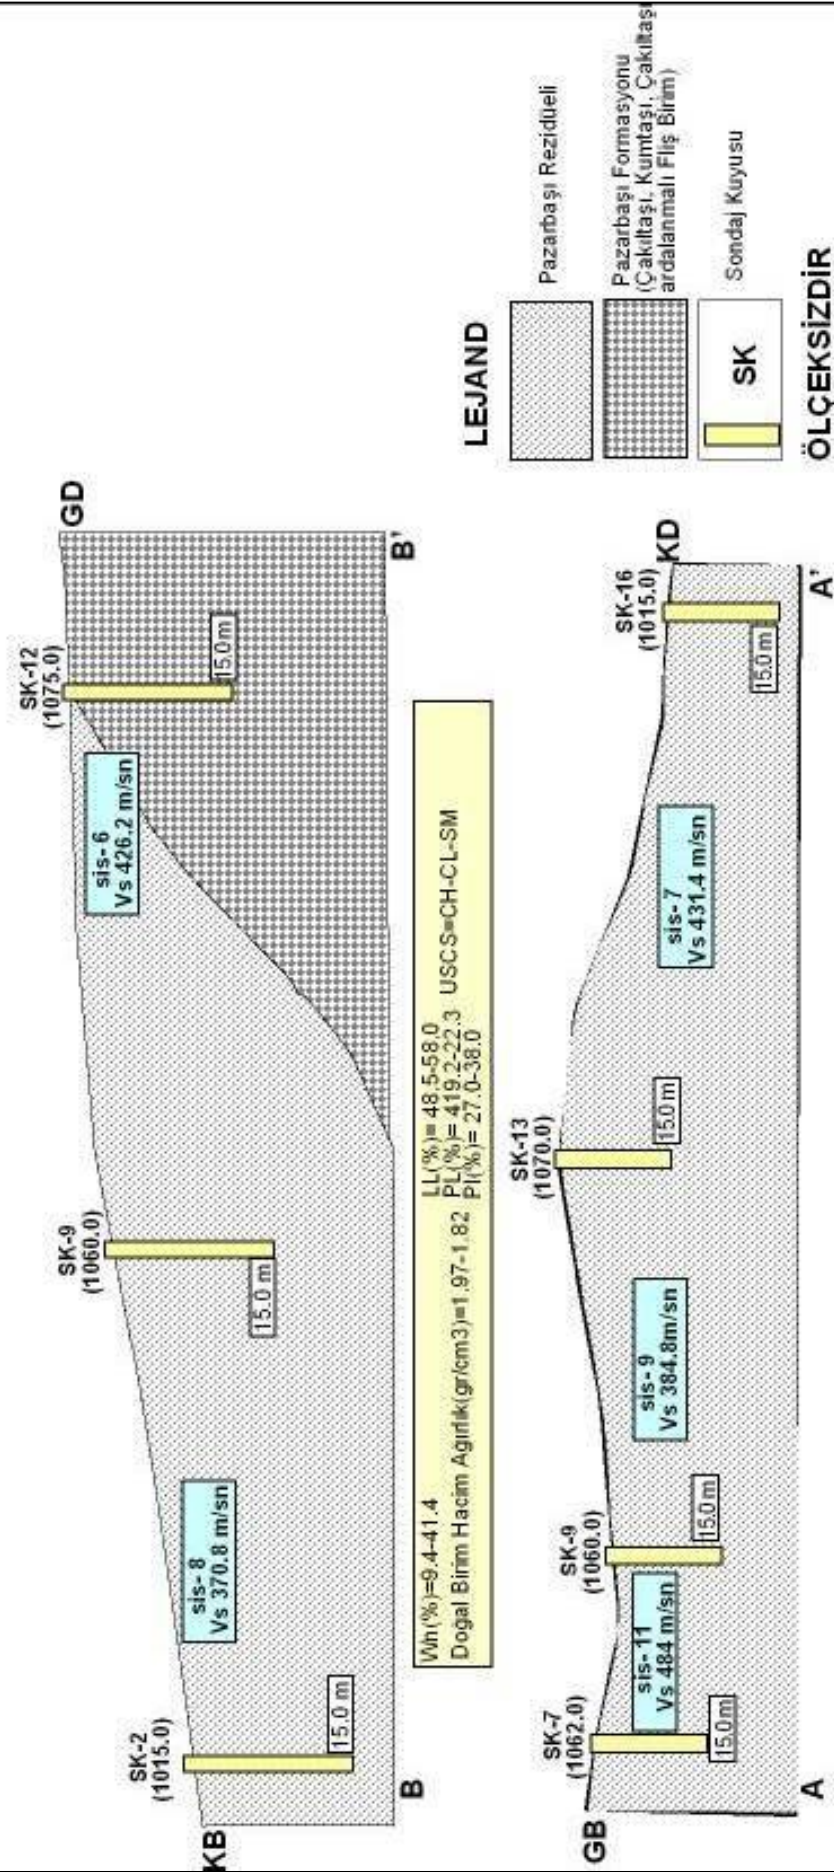 KB
GD
SK-2
(1015.0)
15.0 m
sis- 8
Vs 370.8 m/sn
SK-9
(1060.0)
15.0 m
sis- 6
Vs 426.2 m/sn
SK-12
(1075.0)
15.0m
B
B'
Wn(%)=9.4-41.4
Doğal Birim Hacim Ağırlık(gr/cm3)=1.97-1.82
LL(%)= 48.5-58.0
PL(%)= 419.2-22.3 USCS=CH-CL-SM
PI(%)= 27.0-38.0
GB
KD
SK-7
(1062.0)
15.0m
sis-11
Vs 484 m/sn
SK-9
(1060.0)
15.0m
sis- 9
Vs 384.8m/sn
SK-13
(1070.0)
15.0 m
sis- 7
Vs 431.4 m/sn
SK-16
(1015.0)
15.0 m
A
A'
LEJAND
Pazarbaşı Rezidüeli
Pazarbaşı Formasyonu
(Çakıltaşı, Kumtaşı, Çakıltaşı
ardalanmalı Fliş Birim)
SK
Sondaj Kuyusu
ÖLÇEKSİZDİR